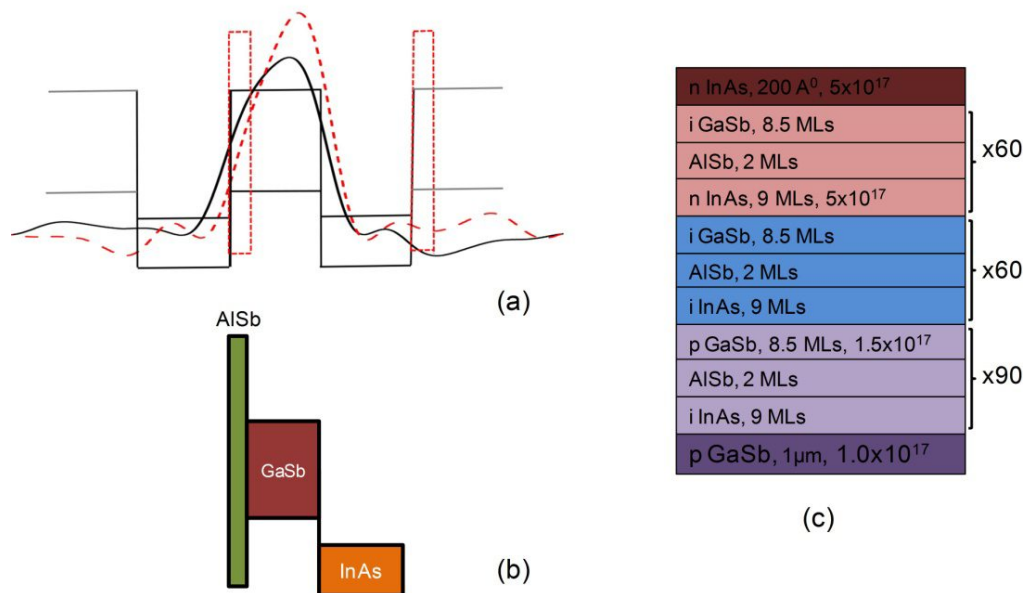 (a)
AlSb
GaSb
InAs
(b)
n InAs, 200 A⁰, 5x10¹⁷
i GaSb, 8.5 MLs
AlSb, 2 MLs
n InAs, 9 MLs, 5x10¹⁷
x60
i GaSb, 8.5 MLs
AlSb, 2 MLs
i InAs, 9 MLs
x60
p GaSb, 8.5 MLs, 1.5x10¹⁷
AlSb, 2 MLs
i InAs, 9 MLs
x90
p GaSb, 1μm, 1.0x10¹⁷
(c)